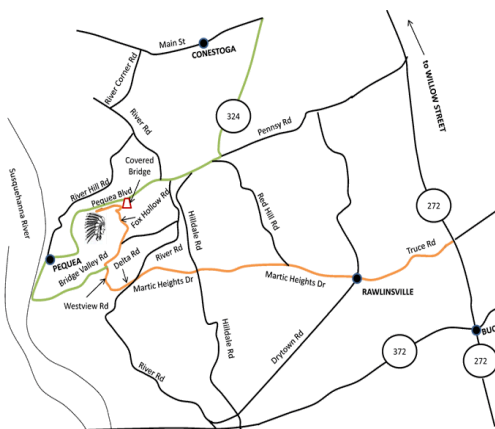 Main St
CONESTOGA
River Corner Rd
to WILLOW STREET
River Rd
324
Pennsy Rd
Covered
Bridge
Susquehanna River
River Hill Rd
Pequea Blvd
Fox Hollow Rd
Red Hill Rd
272
Hilldale Rd
Truce Rd
River Rd
Delta Rd
PEQUEA
Bridge Valley Rd
Martic Heights Dr
Martic Heights Dr
RAWLINSVILLE
Westview Rd
Hilldale Rd
Drytown Rd
372
BUC
272
River Rd